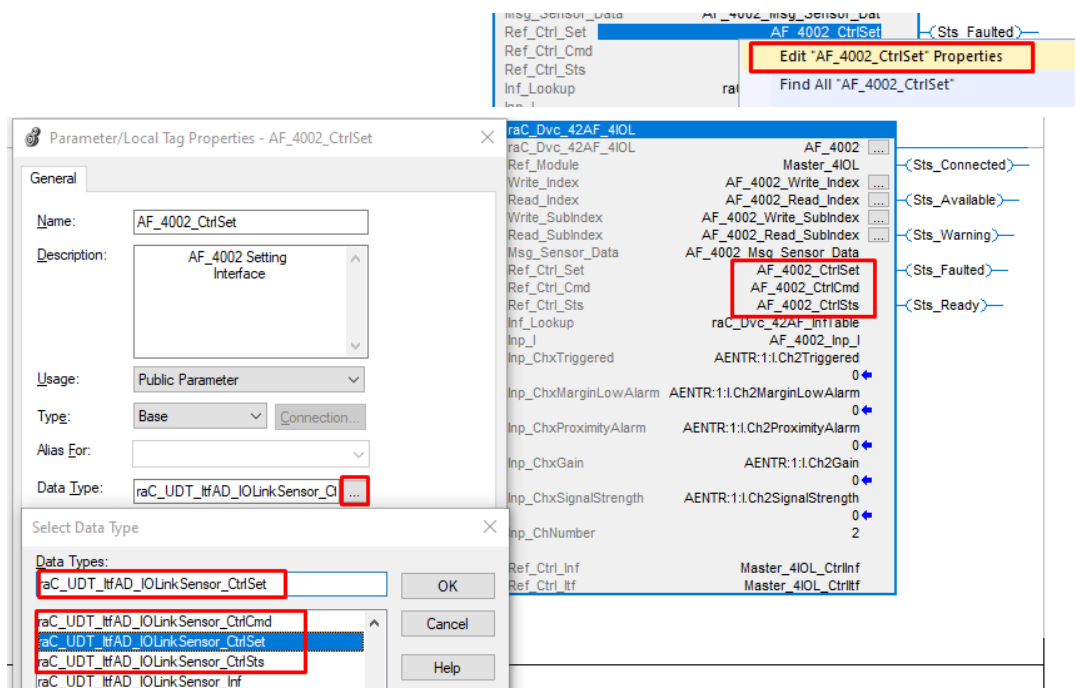 Msg_Sensor_Data AF_4002_Msg_Sensor_Dat
Ref_Ctrl_Set AF_4002_CtrlSet (Sts_Faulted)
Ref_Ctrl_Cmd
Ref_Ctrl_Sts
Inf_Lookup
Edit "AF_4002_CtrlSet" Properties
Find All "AF_4002_CtrlSet"
Parameter/Local Tag Properties - AF_4002_CtrlSet
General
Name: AF_4002_CtrlSet
Description: AF_4002 Setting
Interface
Usage: Public Parameter
Type: Base Connection...
Alias For:
Data Type: raC_UDT_ItfAD_IOLinkSensor_Ct ...
Select Data Type
Data Types:
raC_UDT_ItfAD_IOLinkSensor_CtrlSet
OK
raC_UDT_ItfAD_IOLinkSensor_CtrlCmd
raC_UDT_ItfAD_IOLinkSensor_CtrlSet
raC_UDT_ItfAD_IOLinkSensor_CtrlSts
raC_UDT_ItfAD_IOLinkSensor_Inf
Cancel
Help
raC_Dvc_42AF_4IOL
raC_Dvc_42AF_4IOL AF_4002 ...
Ref_Module Master_4IOL (Sts_Connected)
Write_Index AF_4002_Write_Index ...
Read_Index AF_4002_Read_Index ... (Sts_Available)
Write_SubIndex AF_4002_Write_SubIndex ...
Read_SubIndex AF_4002_Read_SubIndex ... (Sts_Warning)
Msg_Sensor_Data AF_4002_Msg_Sensor_Data
Ref_Ctrl_Set AF_4002_CtrlSet (Sts_Faulted)
Ref_Ctrl_Cmd AF_4002_CtrlCmd
Ref_Ctrl_Sts AF_4002_CtrlSts (Sts_Ready)
Inf_Lookup raC_Dvc_42AF_InfTable
Inp_I AF_4002_Inp_I
Inp_ChxTriggered AENTR:1:I.Ch2Triggered
0
Inp_ChxMarginLowAlarm AENTR:1:I.Ch2MarginLowAlarm
0
Inp_ChxProximityAlarm AENTR:1:I.Ch2ProximityAlarm
0
Inp_ChxGain AENTR:1:I.Ch2Gain
0
Inp_ChxSignalStrength AENTR:1:I.Ch2SignalStrength
0
Inp_ChNumber 2
Ref_Ctrl_Inf Master_4IOL_CtrlInf
Ref_Ctrl_Itf Master_4IOL_CtrlItf